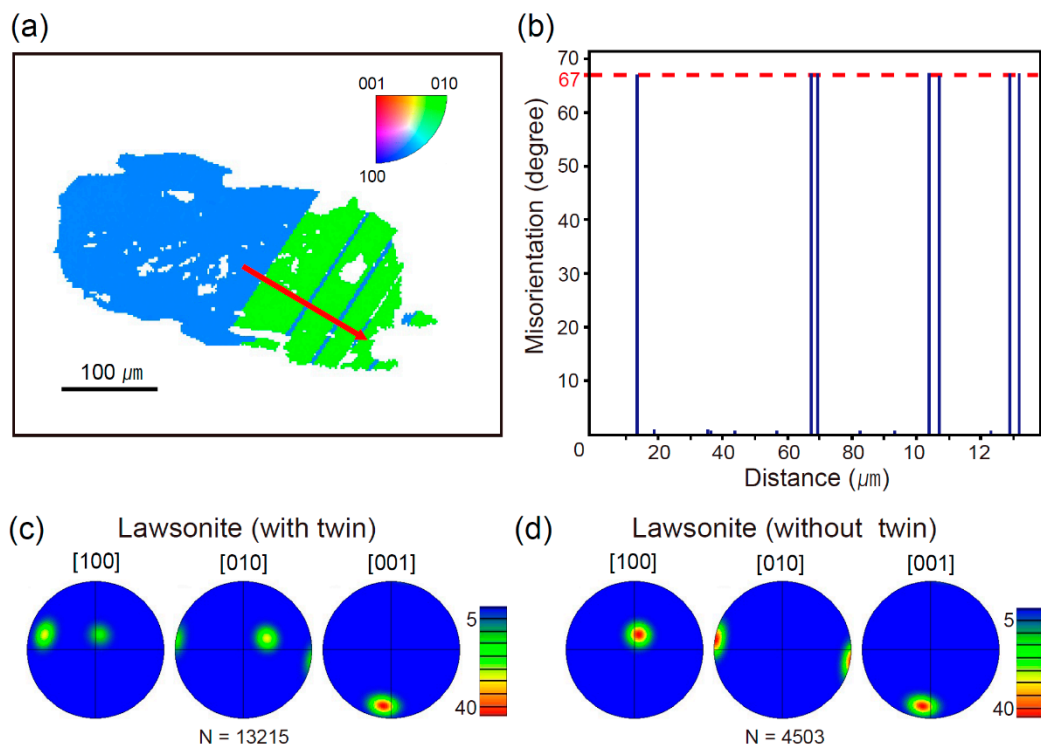 (a)
001 010
100
100 μm
(b)
Misorientation (degree)
70
67
60
50
40
30
20
10
0 20 40 60 80 10 12
Distance (μm)
(c)
Lawsonite (with twin)
[100] [010] [001]
5
40
N = 13215
(d)
Lawsonite (without twin)
[100] [010] [001]
5
40
N = 4503